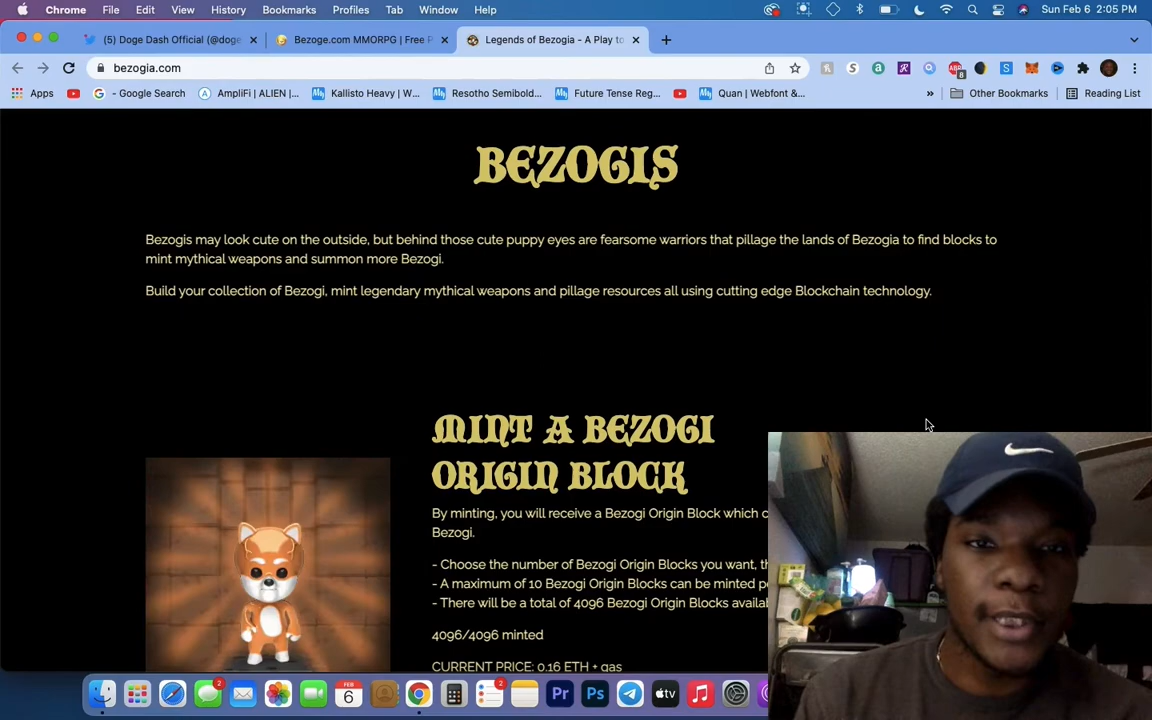 Chrome File Edit View History Bookmarks Profiles Tab Window Help Sun Feb 6 2:05 PM
(5) Doge Dash Official (@doge Bezoge.com MMORPG | Free P Legends of Bezogia - A Play to
bezogia.com
8
Apps - Google Search AmpliFi | ALIEN |... Kallisto Heavy | W... Resotho Semibold... Future Tense Reg... Quan | Webfont &... » Other Bookmarks Reading List
BEZOGIS
Bezogis may look cute on the outside, but behind those cute puppy eyes are fearsome warriors that pillage the lands of Bezogia to find blocks to
mint mythical weapons and summon more Bezogi.
Build your collection of Bezogi, mint legendary mythical weapons and pillage resources all using cutting edge Blockchain technology.
MINT A BEZOGI
ORIGIN BLOCK
By minting, you will receive a Bezogi Origin Block which
Bezogi.
- Choose the number of Bezogi Origin Blocks you want,
- A maximum of 10 Bezogi Origin Blocks can be minted
- There will be a total of 4096 Bezogi Origin Blocks
4096/4096 minted
CURRENT PRICE: 0.16 ETH + gas
2 FEB 6 2 Pr Ps tv